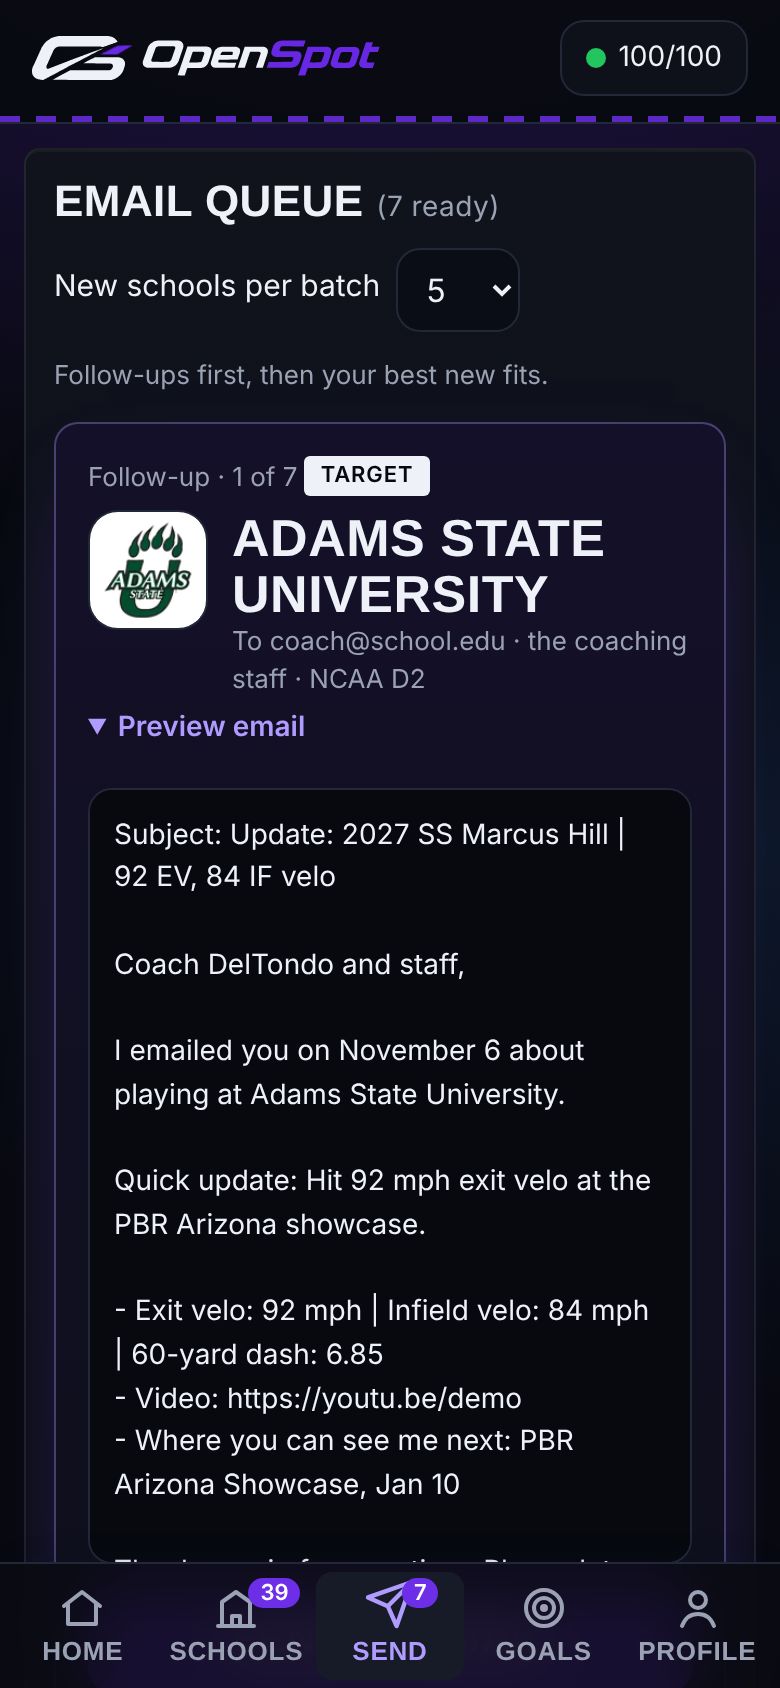 OpenSpot
100/100
EMAIL QUEUE (7 ready)
New schools per batch 5
Follow-ups first, then your best new fits.
Follow-up · 1 of 7 TARGET
ADAMS STATE
ADAMS STATE
UNIVERSITY
To coach@school.edu · the coaching
staff · NCAA D2
▼ Preview email
Subject: Update: 2027 SS Marcus Hill |
92 EV, 84 IF velo
Coach DelTondo and staff,
I emailed you on November 6 about
playing at Adams State University.
Quick update: Hit 92 mph exit velo at the
PBR Arizona showcase.
- Exit velo: 92 mph | Infield velo: 84 mph
| 60-yard dash: 6.85
- Video: https://youtu.be/demo
- Where you can see me next: PBR
Arizona Showcase, Jan 10
39
7
HOME SCHOOLS SEND GOALS PROFILE